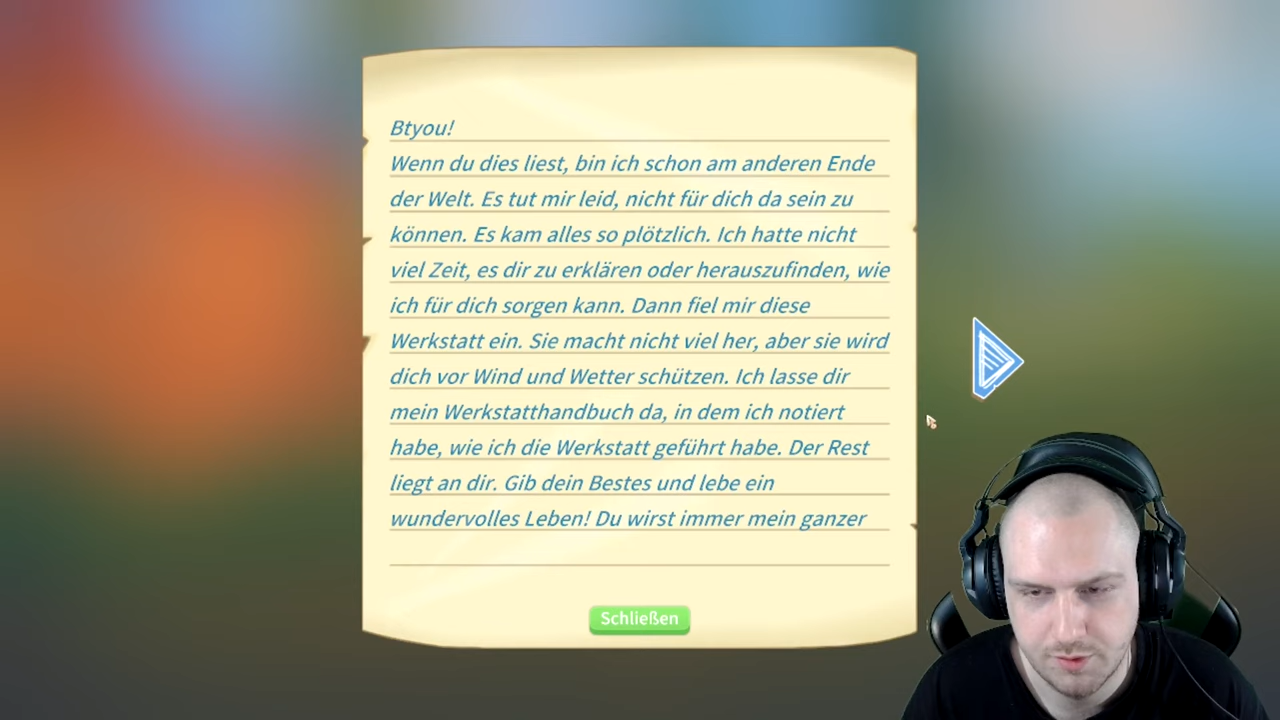 Btyou!
Wenn du dies liest, bin ich schon am anderen Ende
der Welt. Es tut mir leid, nicht für dich da sein zu
können. Es kam alles so plötzlich. Ich hatte nicht
viel Zeit, es dir zu erklären oder herauszufinden, wie
ich für dich sorgen kann. Dann fiel mir diese
Werkstatt ein. Sie macht nicht viel her, aber sie wird
dich vor Wind und Wetter schützen. Ich lasse dir
mein Werkstatthandbuch da, in dem ich notiert
habe, wie ich die Werkstatt geführt habe. Der Rest
liegt an dir. Gib dein Bestes und lebe ein
wundervolles Leben! Du wirst immer mein ganzer
Schließen